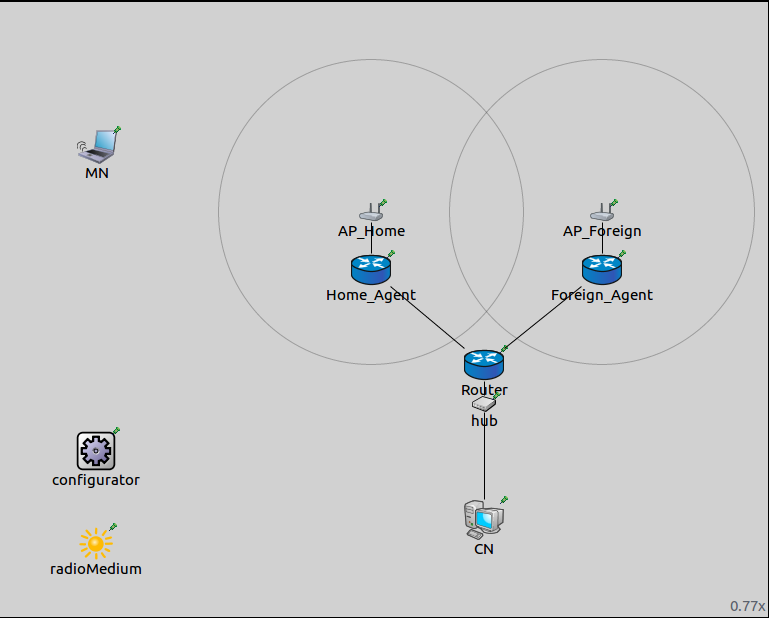 MN
AP_Home
AP_Foreign
Home_Agent
Foreign_Agent
Router
hub
configurator
CN
radioMedium
0.77x